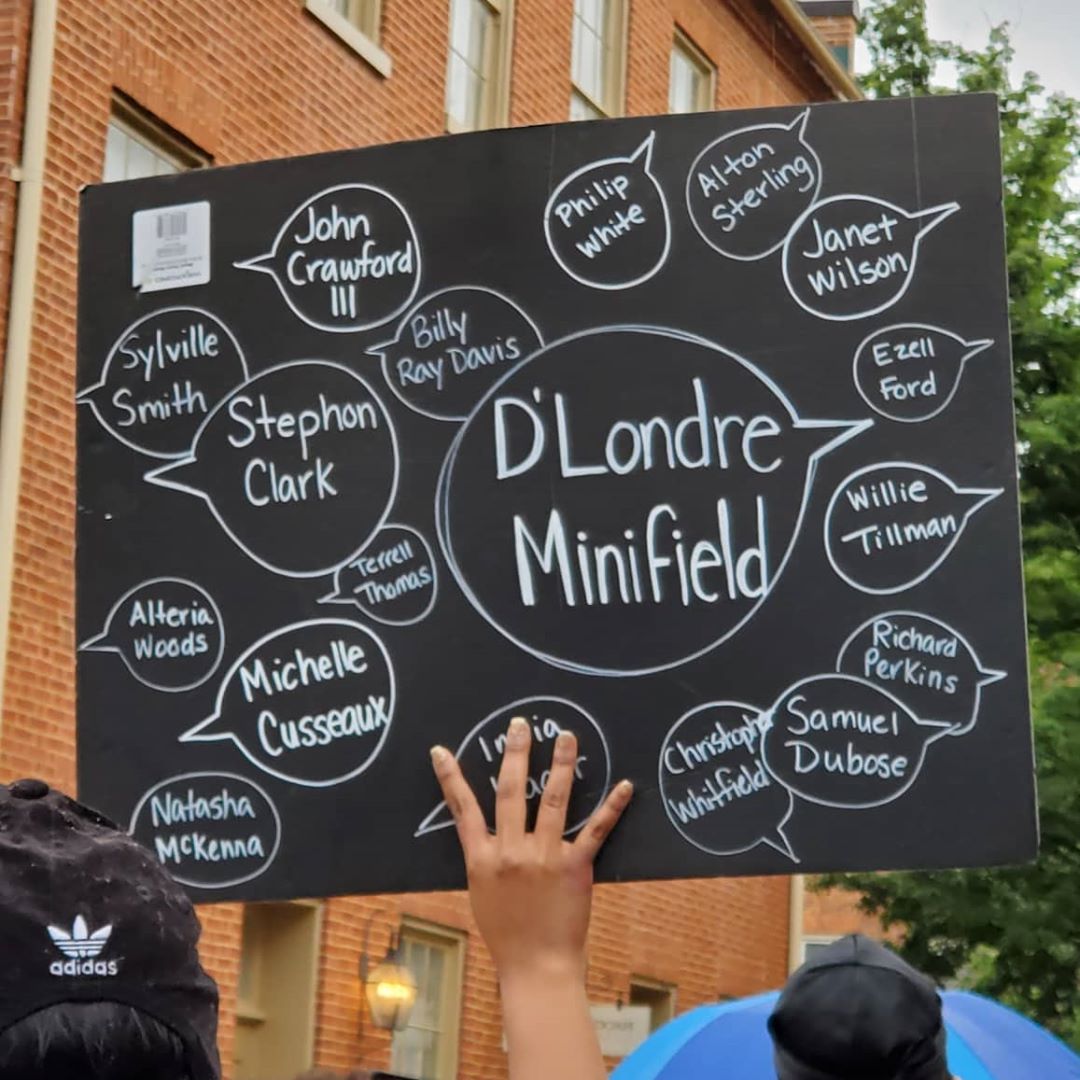 John
Crawford
III
Philip
White
Alton
Sterling
Janet
Wilson
Sylville
Smith
Billy
Ray Davis
Ezell
Ford
Stephon
Clark
D'Londre
Minifield
Willie
Tillman
Terrell
Thomas
Alteria
Woods
Michelle
Cusseaux
Richard
Perkins
Samuel
Dubose
Christopher
Whitfield
Natasha
McKenna
adidas